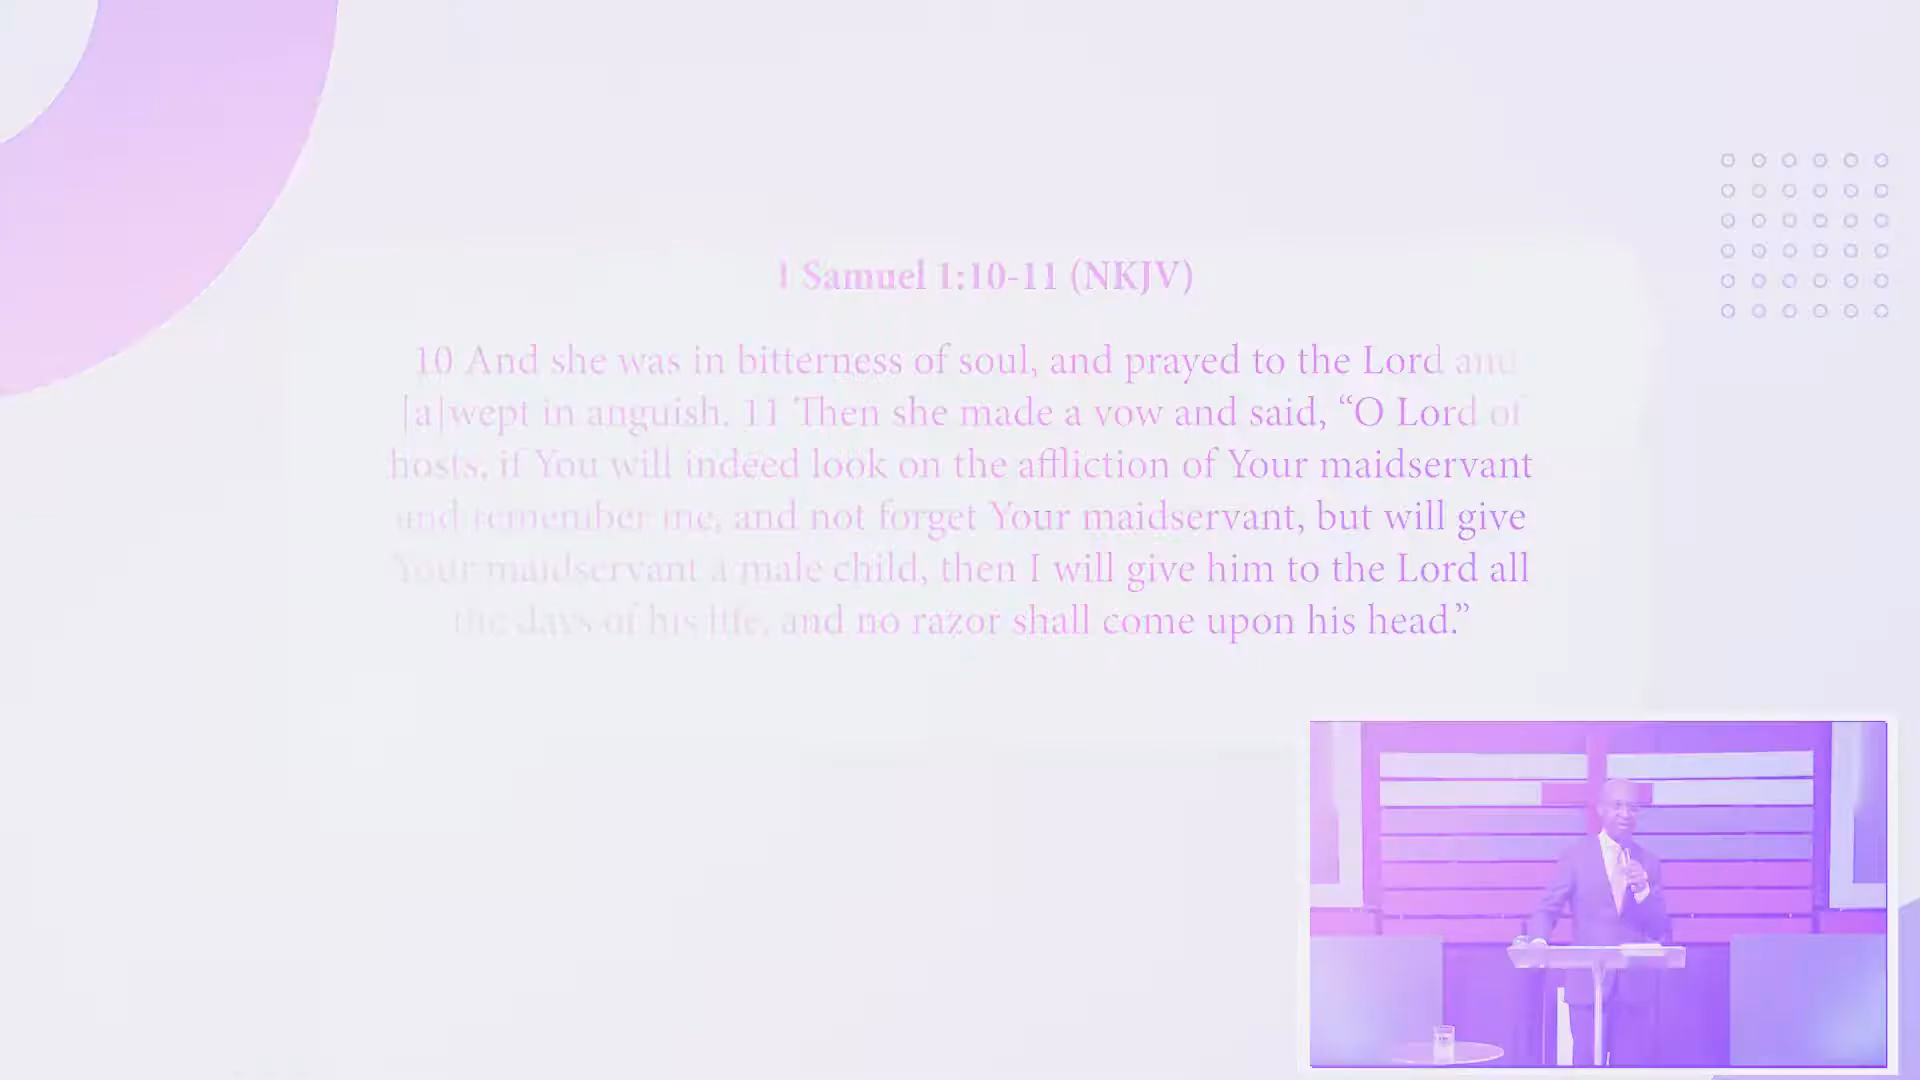 I Samuel 1:10-11 (NKJV)
10 And she was in bitterness of soul, and prayed to the Lord and
[a]wept in anguish. 11 Then she made a vow and said, “O Lord of
hosts, if You will indeed look on the affliction of Your maidservant
and remember me, and not forget Your maidservant, but will give
Your maidservant a male child, then I will give him to the Lord all
the days of his life, and no razor shall come upon his head.”